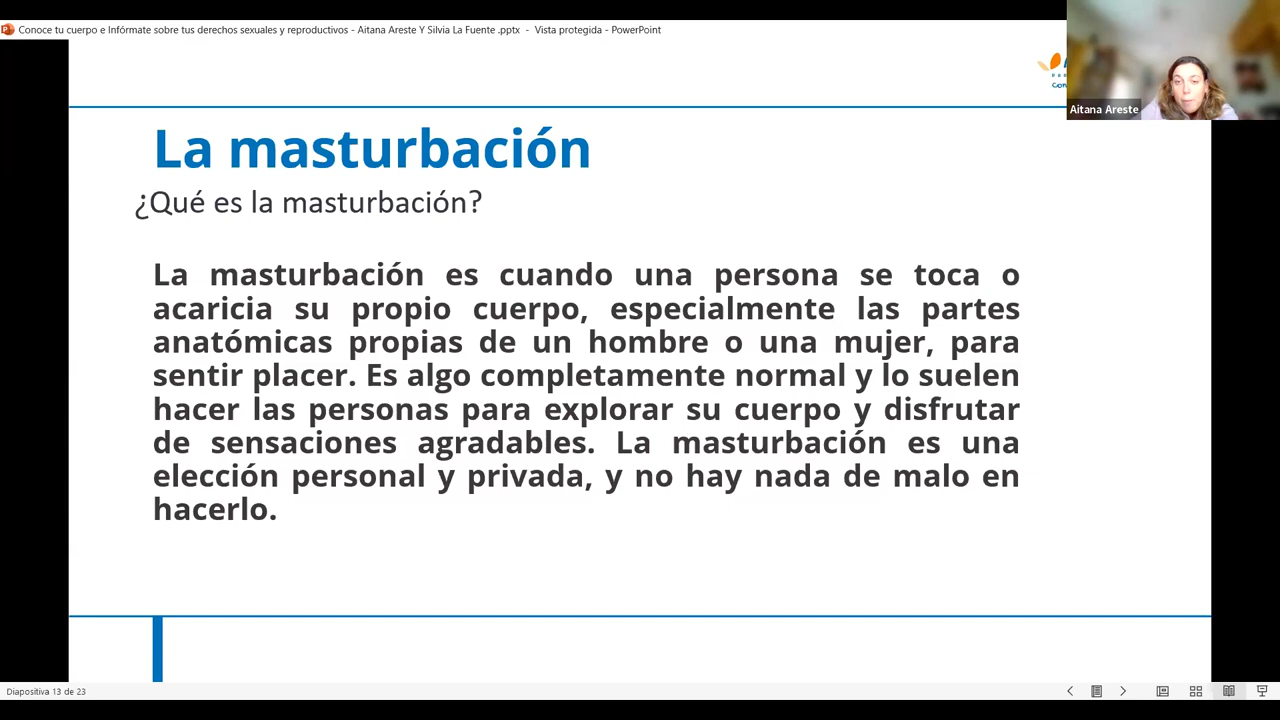 Conoce tu cuerpo e Infórmate sobre tus derechos sexuales y reproductivos - Aitana Areste Y Silvia La Fuente .pptx - Vista protegida - PowerPoint
Aitana Areste
La masturbación
¿Qué es la masturbación?
La masturbación es cuando una persona se toca o
acaricia su propio cuerpo, especialmente las partes
anatómicas propias de un hombre o una mujer, para
sentir placer. Es algo completamente normal y lo suelen
hacer las personas para explorar su cuerpo y disfrutar
de sensaciones agradables. La masturbación es una
elección personal y privada, y no hay nada de malo en
hacerlo.
Diapositiva 13 de 23